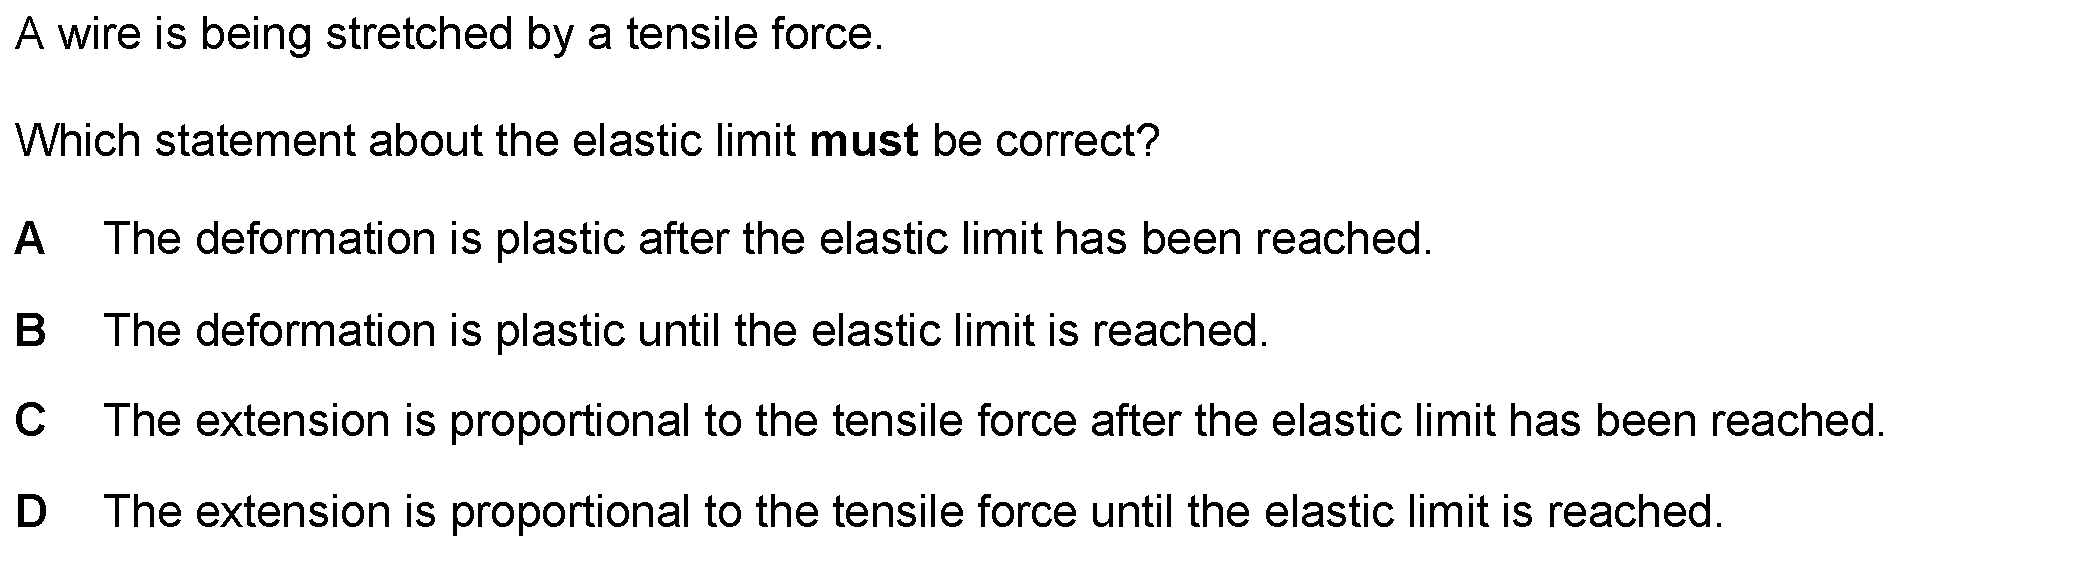 A wire is being stretched by a tensile force.
Which statement about the elastic limit must be correct?
A The deformation is plastic after the elastic limit has been reached.
B The deformation is plastic until the elastic limit is reached.
C The extension is proportional to the tensile force after the elastic limit has been reached.
D The extension is proportional to the tensile force until the elastic limit is reached.